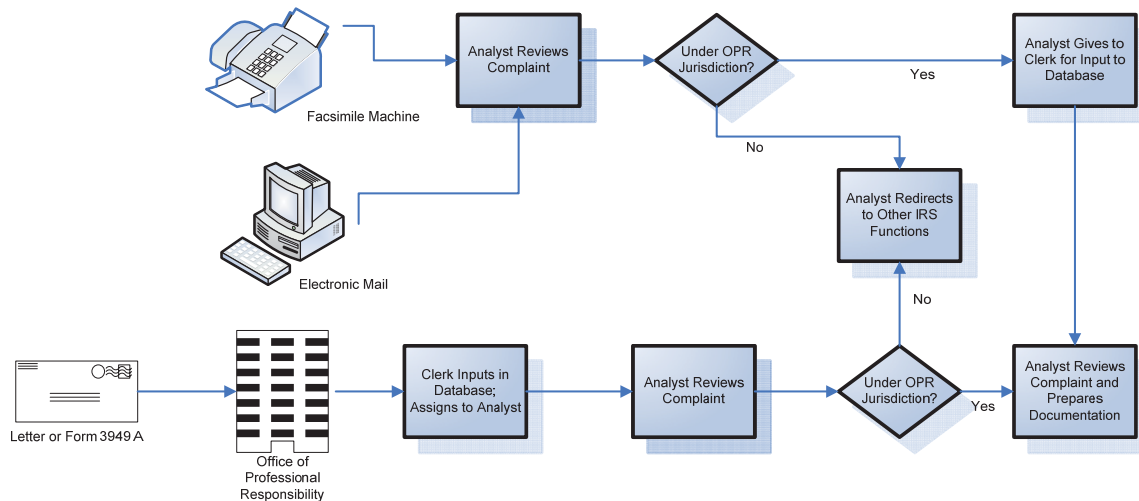 Facsimile Machine
Analyst Reviews
Complaint
Under OPR
Jurisdiction?
Yes
Analyst Gives to
Clerk for Input to
Database
No
Analyst Redirects
to Other IRS
Functions
Electronic Mail
No
Letter or Form 3949 A
Office of
Professional
Responsibility
Clerk Inputs in
Database;
Assigns to Analyst
Analyst Reviews
Complaint
Under OPR
Jurisdiction?
Yes
Analyst Reviews
Complaint and
Prepares
Documentation